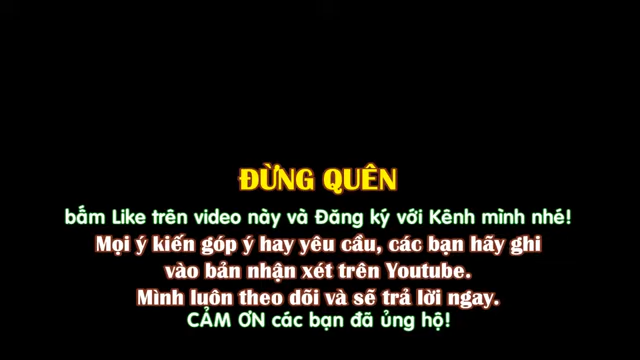 ĐỪNG QUÊN
bấm Like trên video này và Đăng ký với Kênh mình nhé!
Mọi ý kiến góp ý hay yêu cầu, các bạn hãy ghi
vào bản nhận xét trên Youtube.
Mình luôn theo dõi và sẽ trả lời ngay.
CẢM ƠN các bạn đã ủng hộ!